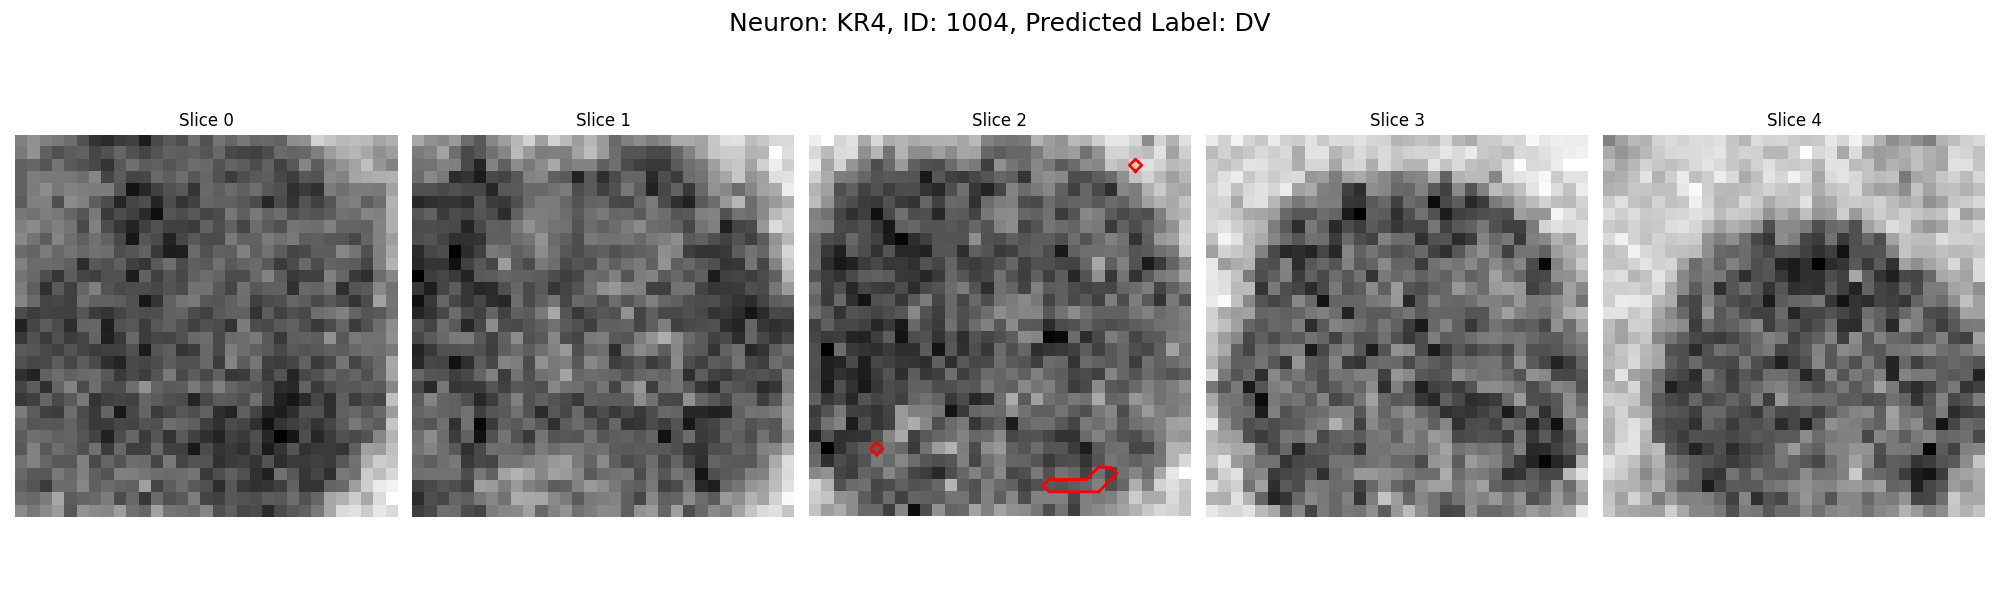 Neuron: KR4, ID: 1004, Predicted Label: DV
Slice 0
Slice 1
Slice 2
Slice 3
Slice 4